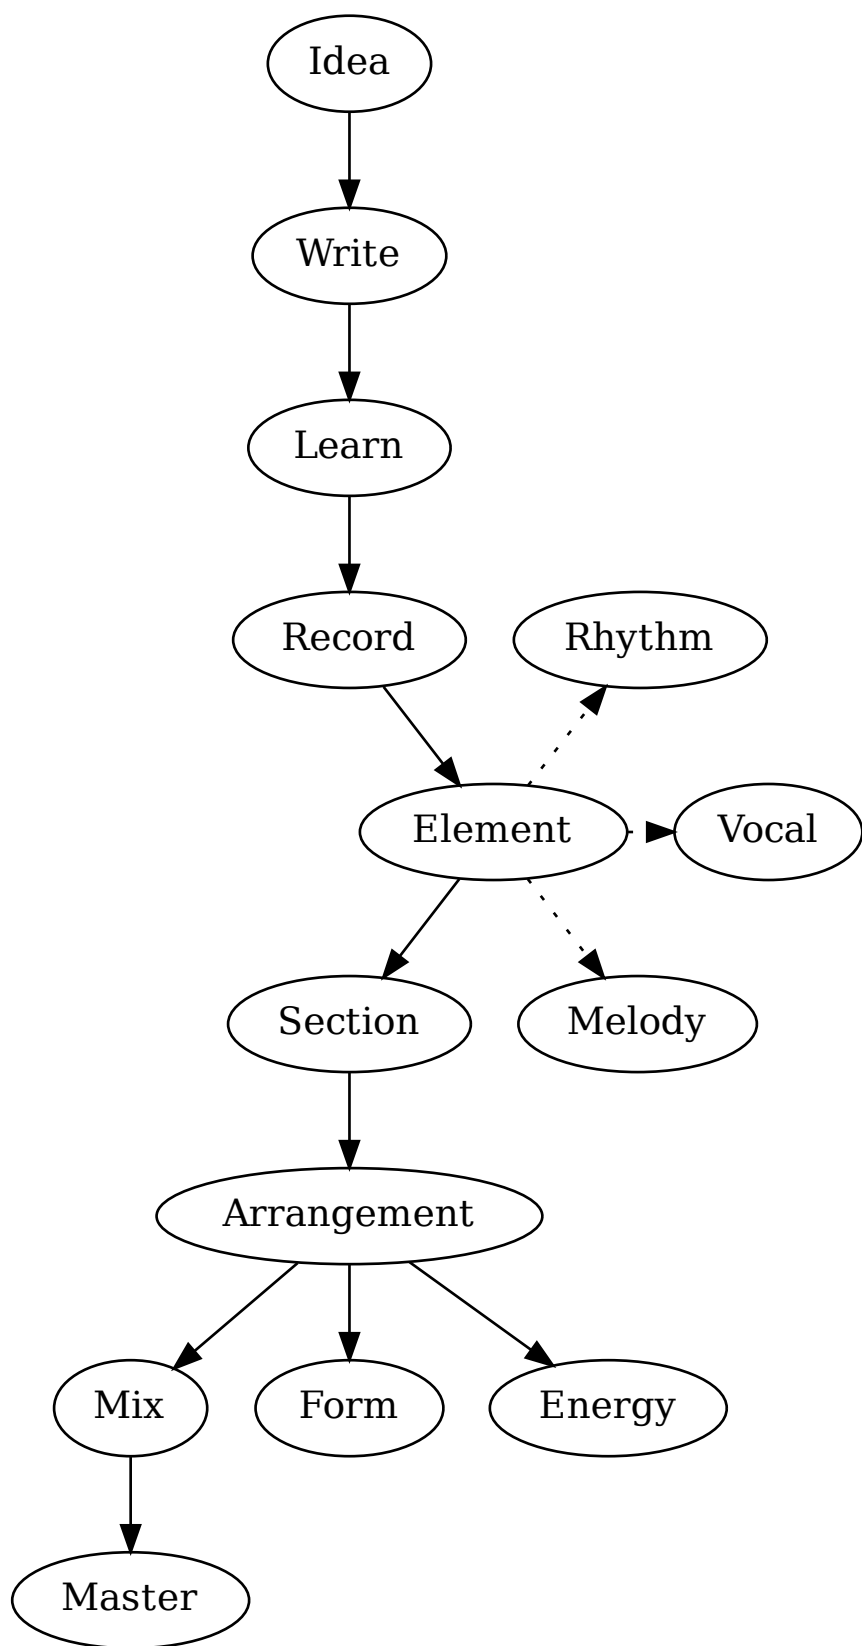 Idea
Write
Learn
Record
Rhythm
Element
Vocal
Section
Melody
Arrangement
Mix
Form
Energy
Master